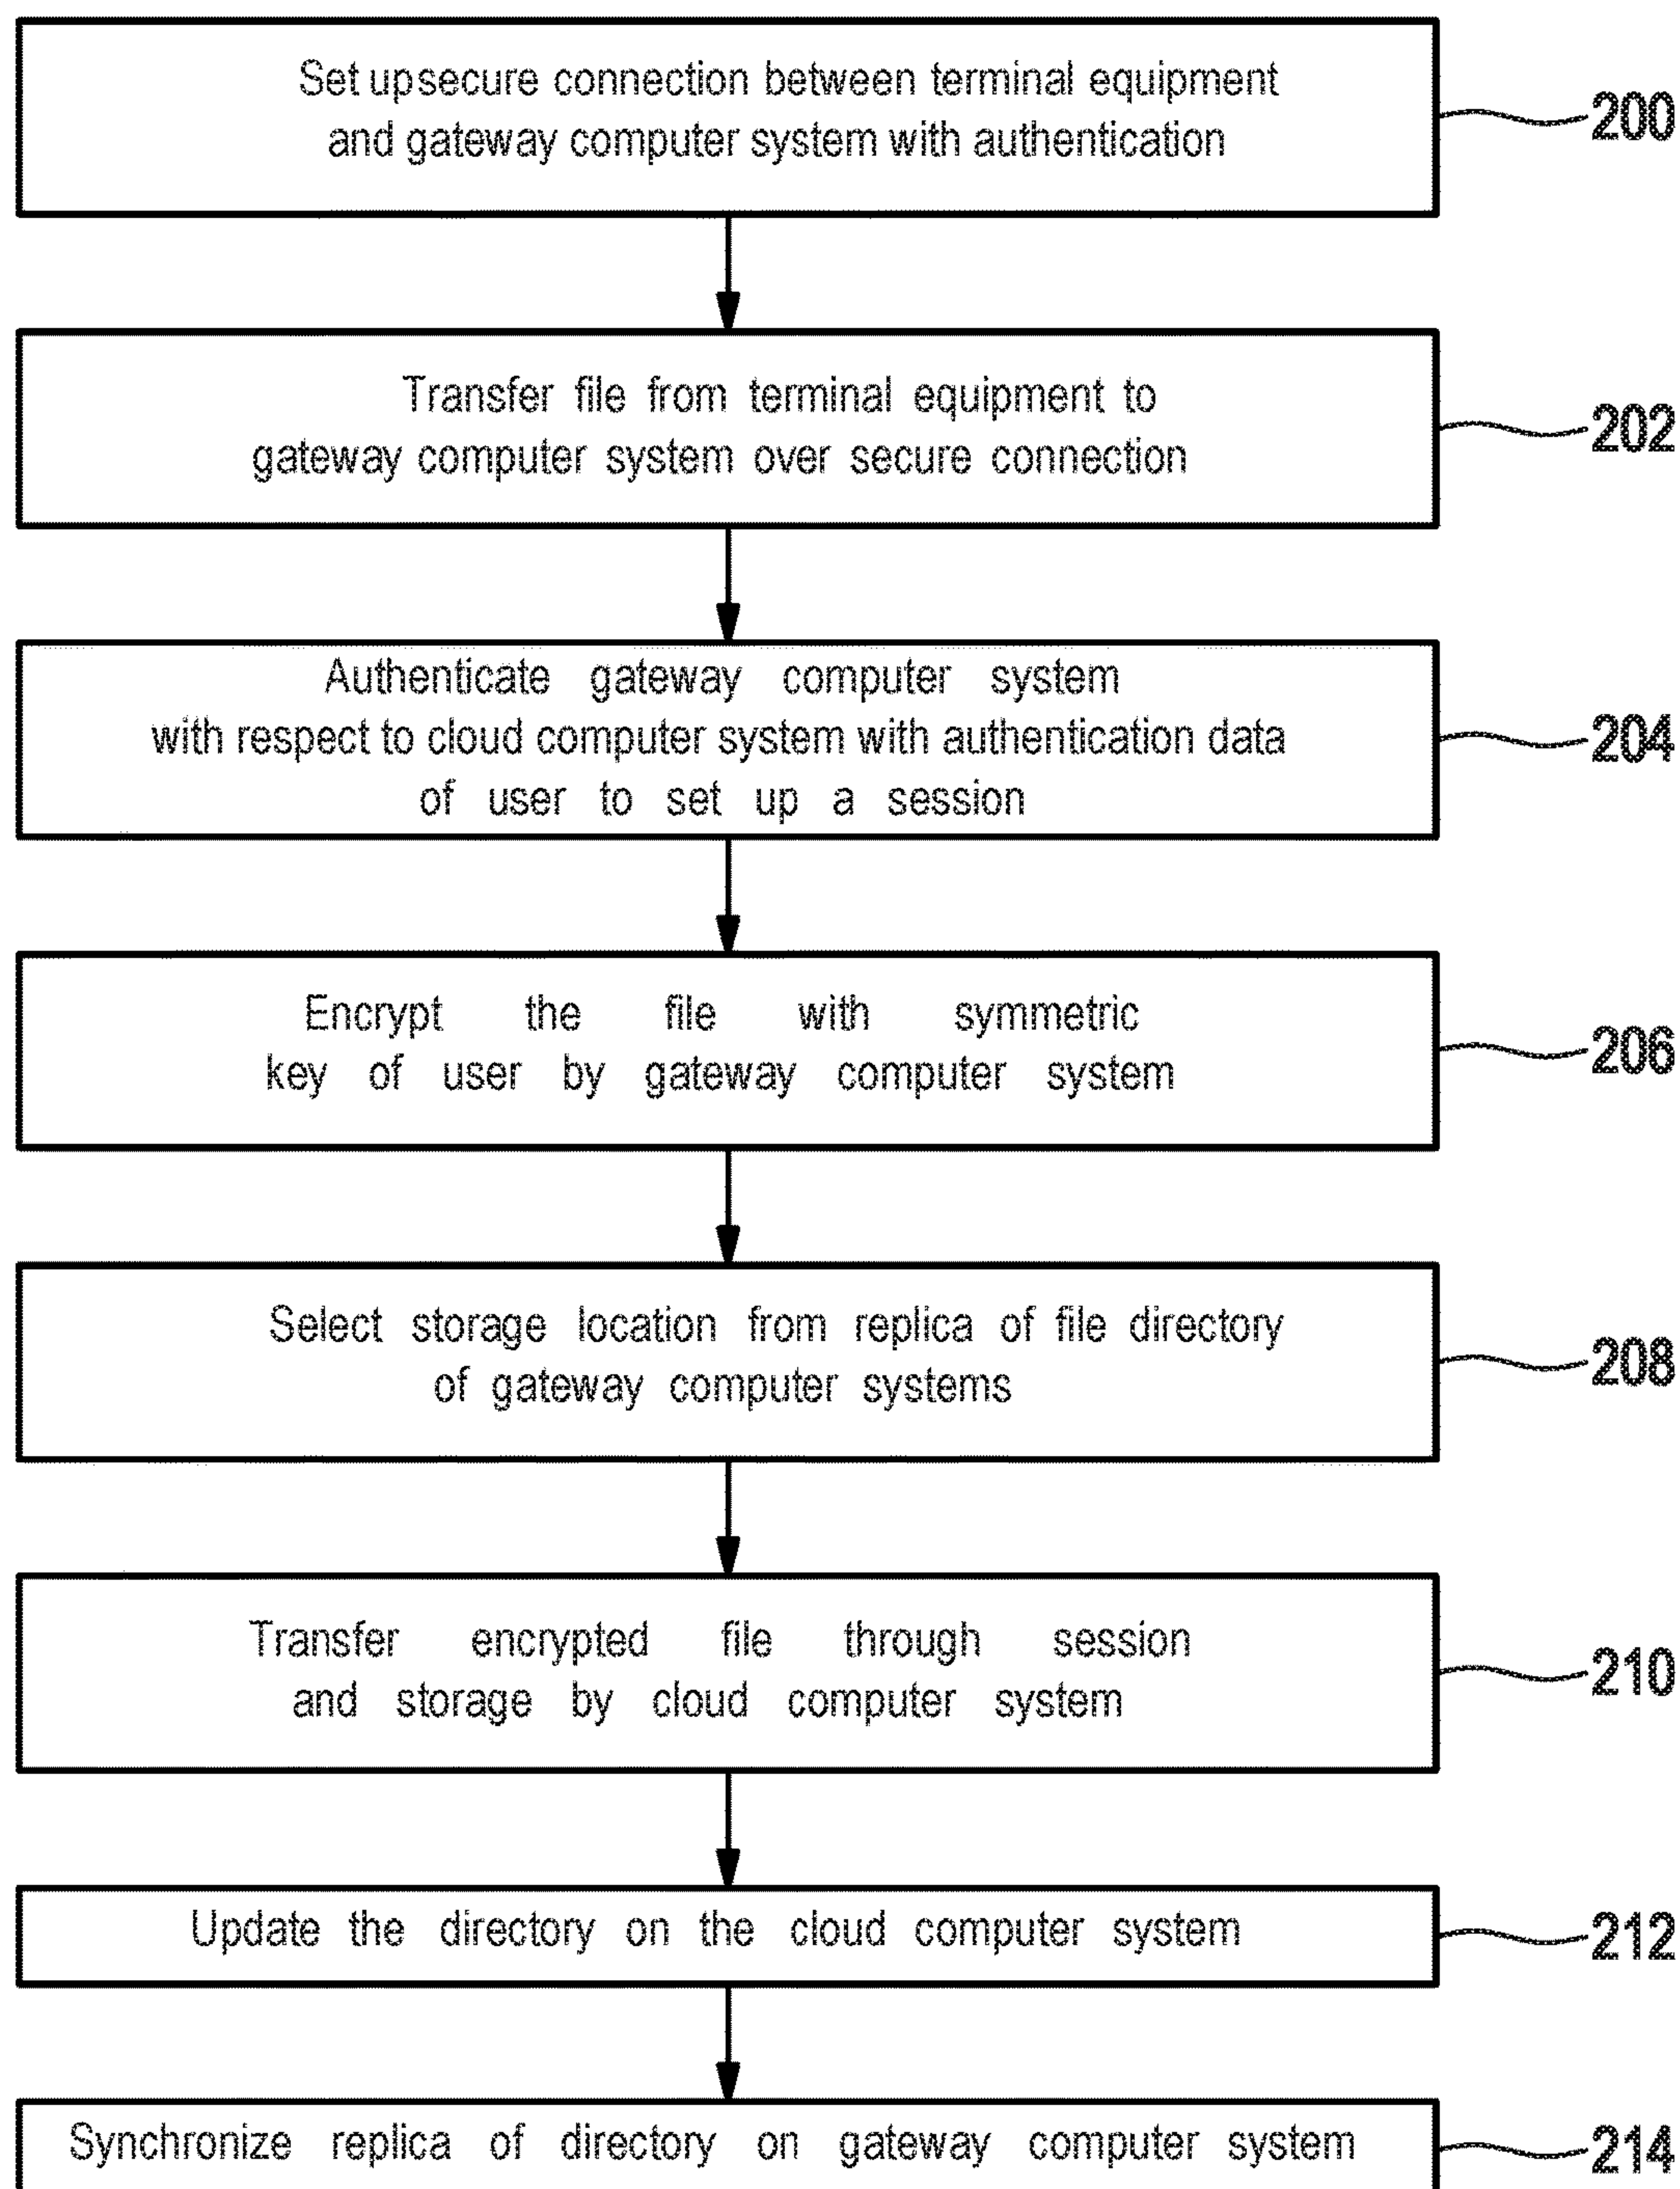 Set upsecure connection between terminal equipment
and gateway computer system with authentication
200
Transfer file from terminal equipment to
gateway computer system over secure connection
202
Authenticate gateway computer system
with respect to cloud computer system with authentication data
of user to set up a session
204
Encrypt the file with symmetric
key of user by gateway computer system
206
Select storage location from replica of file directory
of gateway computer systems
208
Transfer encrypted file through session
and storage by cloud computer system
210
Update the directory on the cloud computer system
212
Synchronize replica of directory on gateway computer system
214